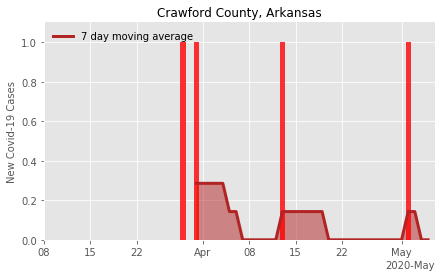 Crawford County, Arkansas
7 day moving average
New Covid-19 Cases
1.0
0.8
0.6
0.4
0.2
0.0
08 15 22 Apr 08 15 22 May
2020-May